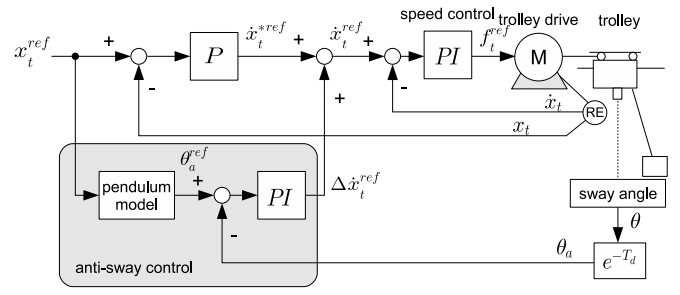 speed control
trolley drive
trolley
x_t^{ref}
+
-
P
\dot{x}_t^{*ref}
+
+
\dot{x}_t^{ref}
+
-
PI
f_t^{ref}
M
\dot{x}_t
RE
x_t
pendulum
model
θ_a^{ref}
+
-
PI
Δ\dot{x}_t^{ref}
anti-sway control
sway angle
θ
θ_a
e^{-T_d}